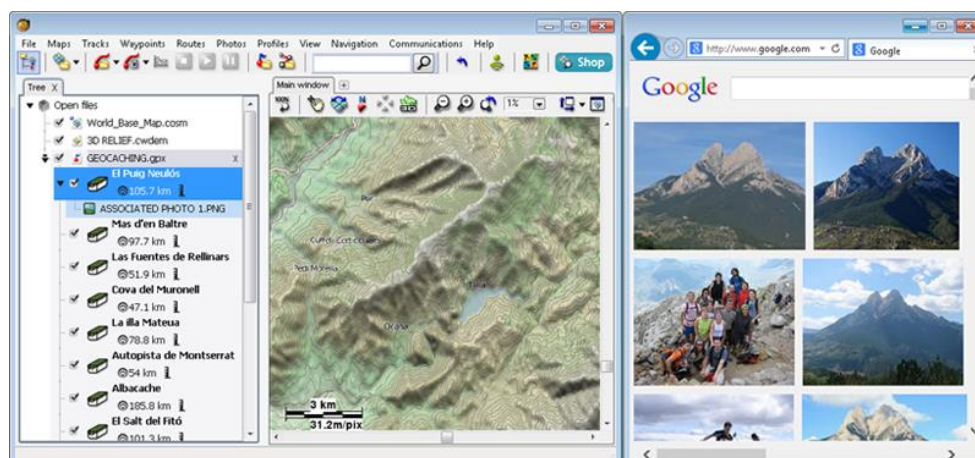 File Maps Tracks Waypoints Routes Photos Profiles View Navigation Communications Help
100%
Shop
Tree X
Open files
World_Base_Map.cosm
3D RELIEF.cwdem
GEOCACHING.gpx x
El Puig Neulós
105.7 km
ASSOCIATED PHOTO 1.PNG
Mas d'en Baltre
97.7 km
Las Fuentes de Rellinars
51.9 km
Cova del Muronell
47.1 km
La illa Mateua
78.8 km
Autopista de Montserrat
54 km
Albacache
185.8 km
El Salt del Fitó
101.3 km
Main window
1%
Ocaña
3 km
31.2m/pix
http://www.google.com
Google
Google